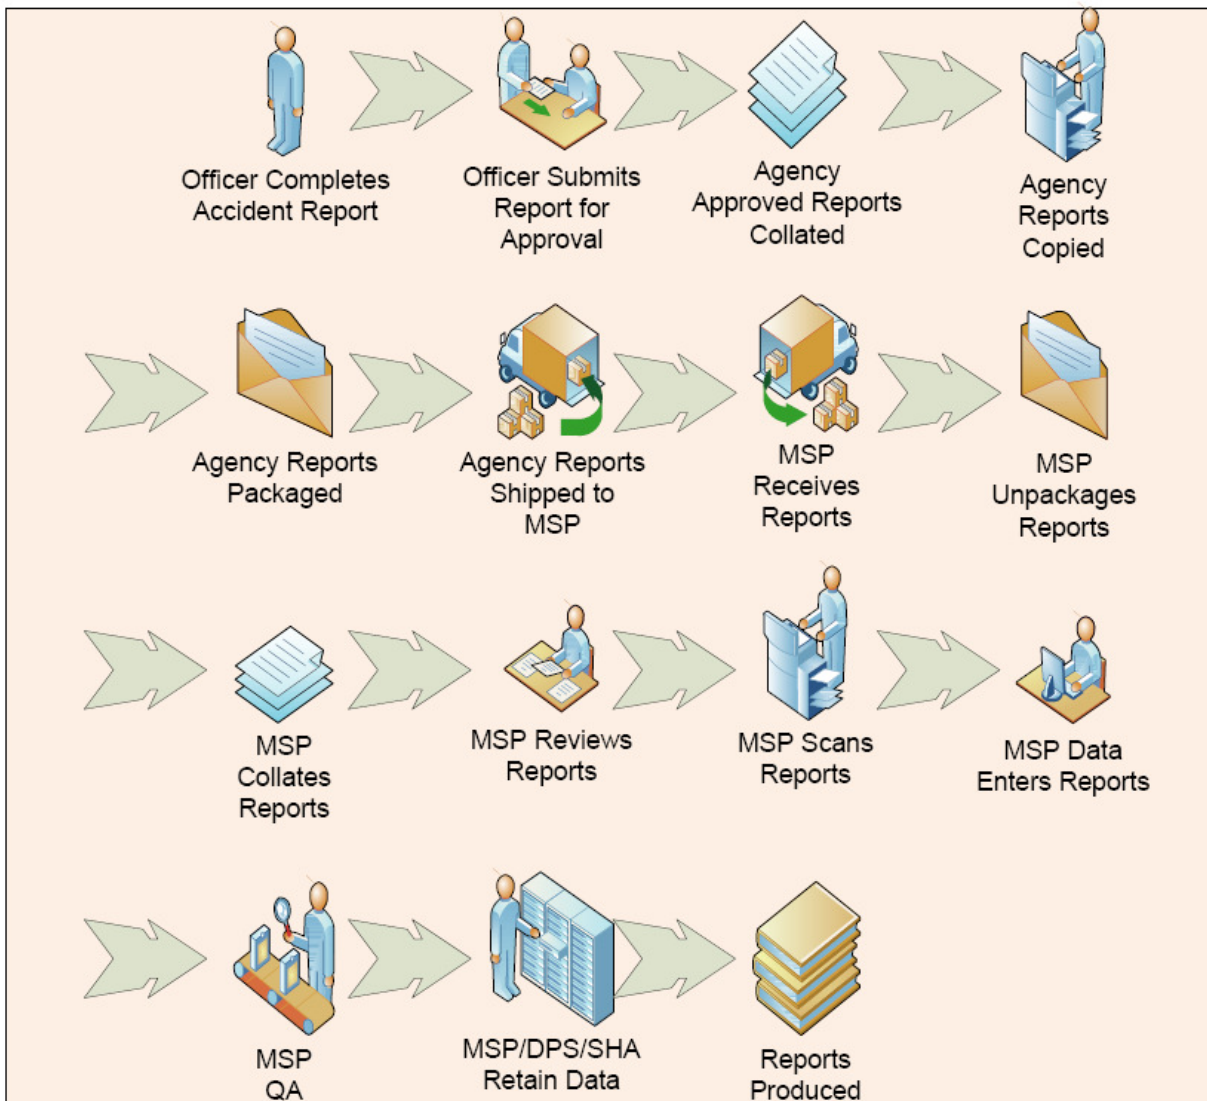 Officer Completes
Accident Report
Officer Submits
Report for
Approval
Agency
Approved Reports
Collated
Agency
Reports
Copied
Agency Reports
Packaged
Agency Reports
Shipped to
MSP
MSP
Receives
Reports
MSP
Unpackages
Reports
MSP
Collates
Reports
MSP Reviews
Reports
MSP Scans
Reports
MSP Data
Enters Reports
MSP
QA
MSP/DPS/SHA
Retain Data
Reports
Produced